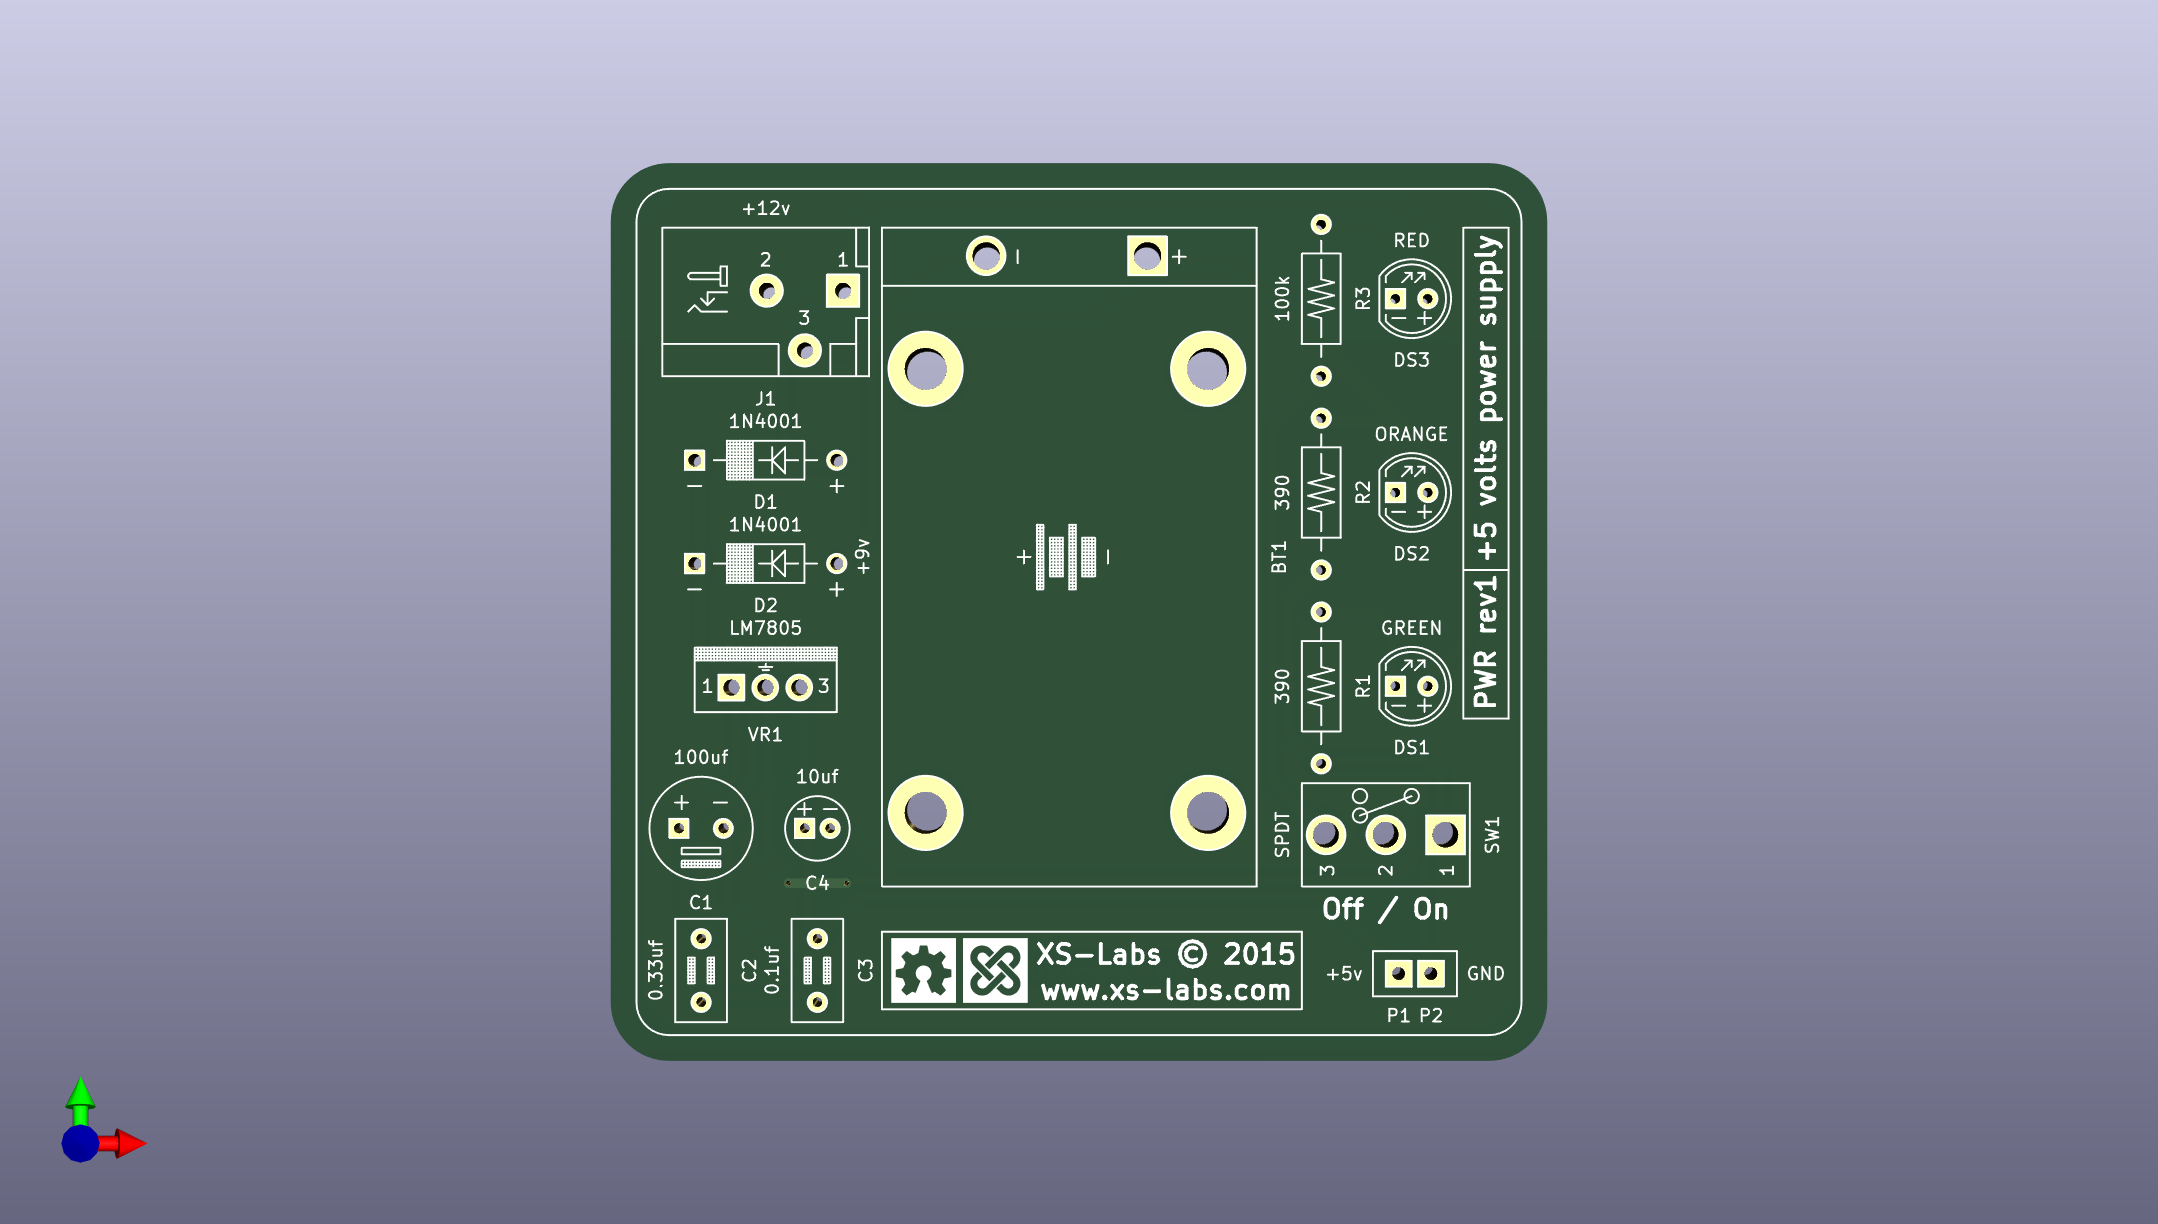 +12v
2
1
3
J1
1N4001
-
+
D1
1N4001
-
+
+9v
D2
LM7805
1
3
VR1
100uf
+ -
C1
10uf
+ -
C4
0.33uf
C2
0.1uf
C3
-
+
+
-
BT1
100k
R3
RED
- +
DS3
390
R2
ORANGE
- +
DS2
390
R1
GREEN
- +
DS1
PWR rev1
+5 volts power supply
SPDT
3
2
1
SW1
Off / On
+5v
GND
P1 P2
XS-Labs © 2015
www.xs-labs.com